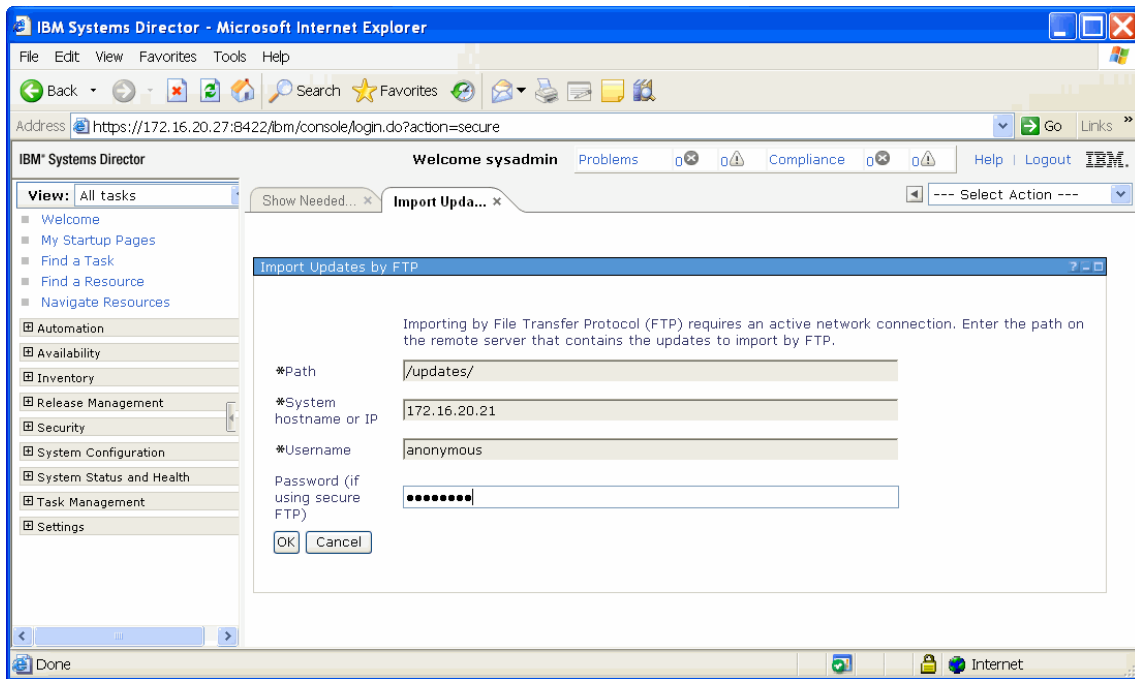 IBM Systems Director - Microsoft Internet Explorer
File Edit View Favorites Tools Help
Back Search Favorites
Address https://172.16.20.27:8422/ibm/console/login.do?action=secure Go Links »
IBM® Systems Director Welcome sysadmin Problems 0 0 Compliance 0 0 Help | Logout IBM.
View: All tasks
Show Needed... × Import Upda... × --- Select Action ---
Welcome
My Startup Pages
Find a Task
Find a Resource
Navigate Resources
Automation
Availability
Inventory
Release Management
Security
System Configuration
System Status and Health
Task Management
Settings
Import Updates by FTP ?
Importing by File Transfer Protocol (FTP) requires an active network connection. Enter the path on
the remote server that contains the updates to import by FTP.
*Path /updates/
*System
hostname or IP 172.16.20.21
*Username anonymous
Password (if
using secure
FTP) ••••••••
OK Cancel
Done Internet